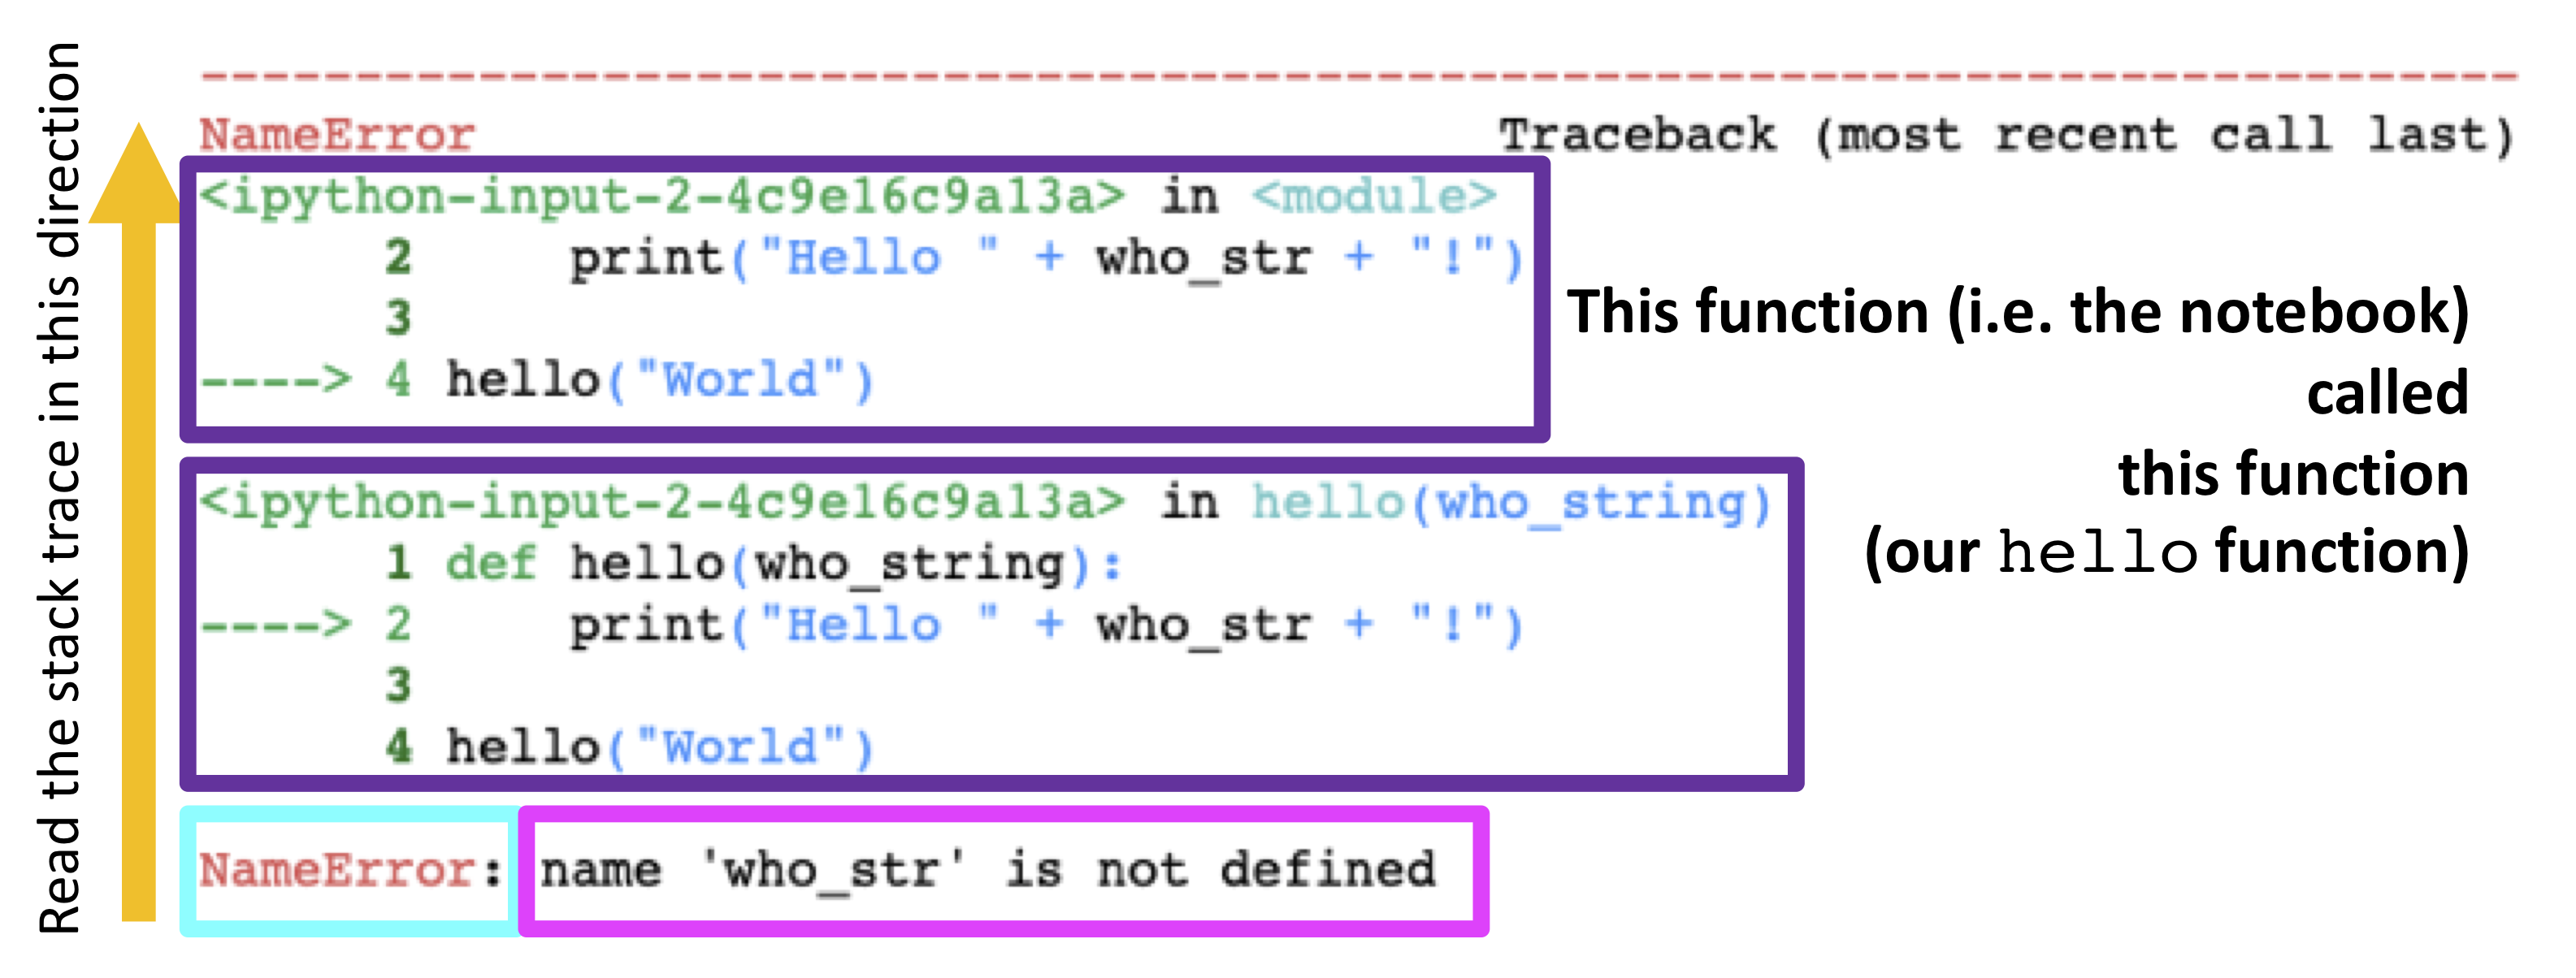 Read the stack trace in this direction
--------------------------------------------------------------------------- 
NameError                                 Traceback (most recent call last)
<ipython-input-2-4c9e16c9a13a> in <module>
      2     print("Hello " + who_str + "!")
      3
----> 4 hello("World")
This function (i.e. the notebook)
called
this function
(our hello function)
<ipython-input-2-4c9e16c9a13a> in hello(who_string)
      1 def hello(who_string):
----> 2     print("Hello " + who_str + "!")
      3
      4 hello("World")
NameError: name 'who_str' is not defined